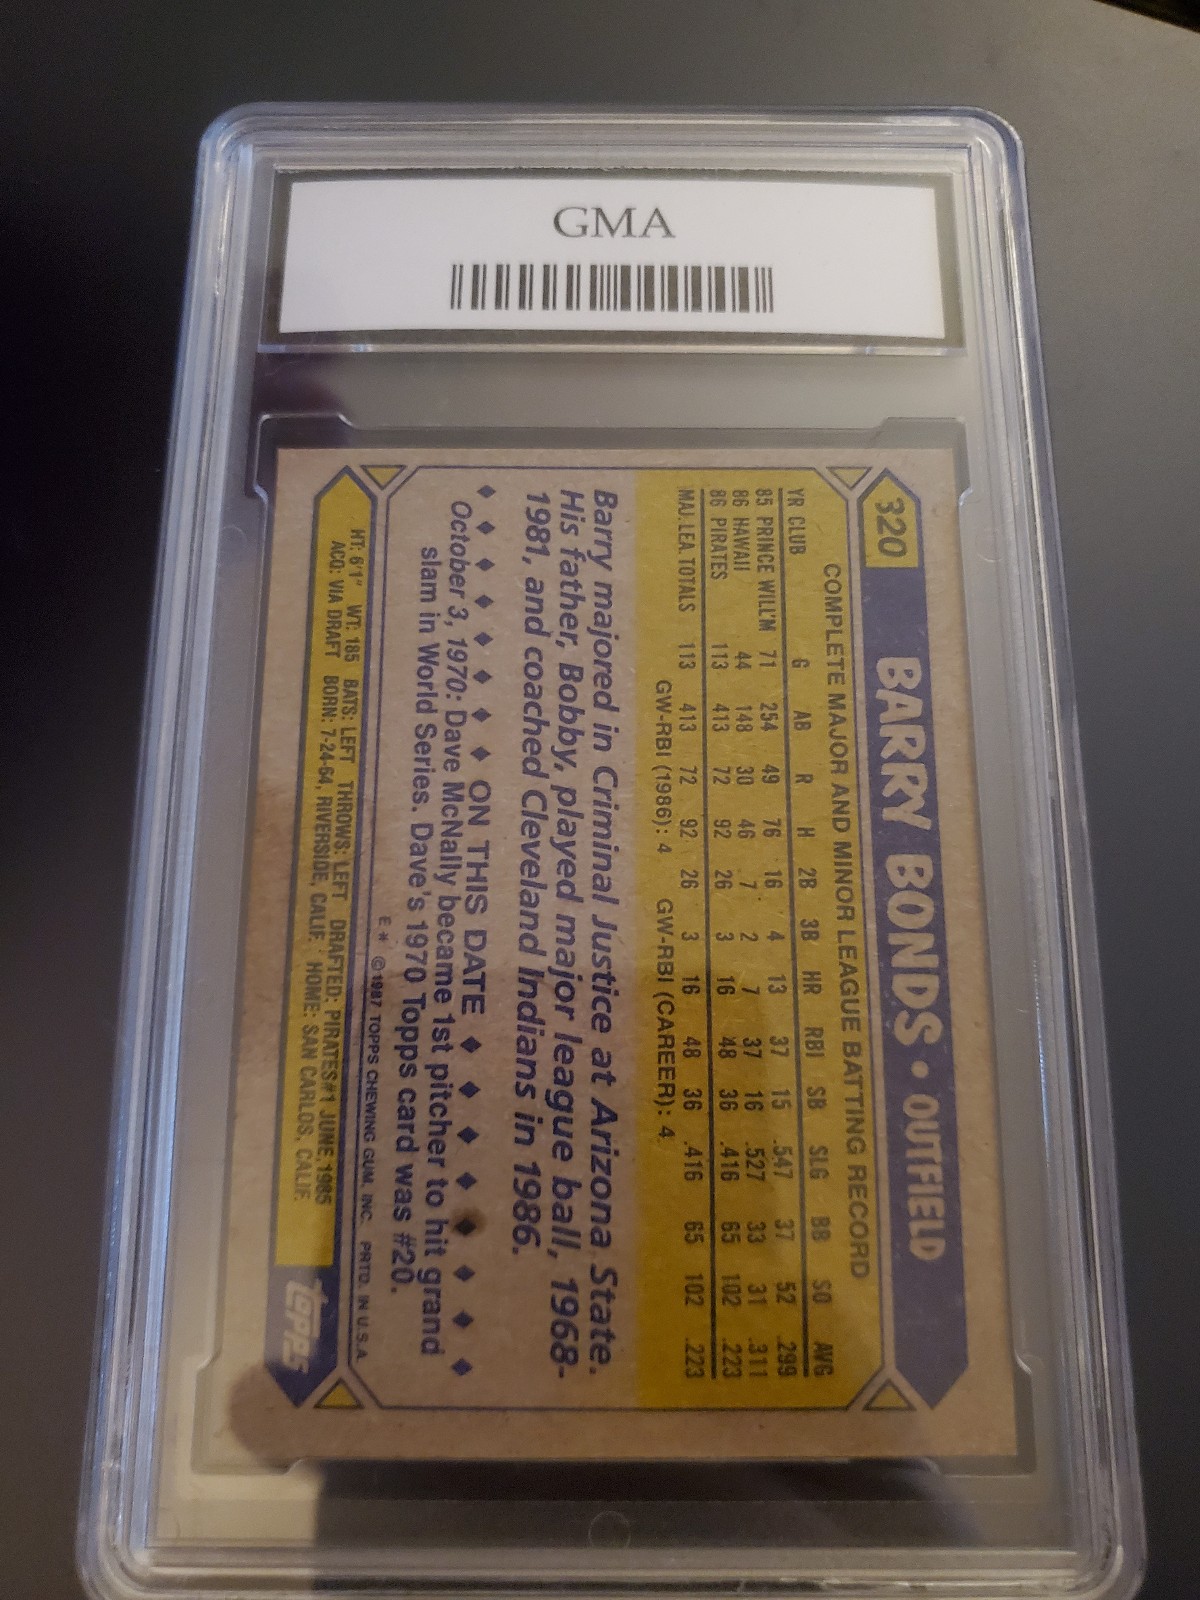 GMA
320 BARRY BONDS • OUTFIELD
COMPLETE MAJOR AND MINOR LEAGUE BATTING RECORD
YR CLUB G AB R H 2B 3B HR RBI SB SLG BB SO AVG
85 PRINCE WILL'M 71 254 49 76 16 4 13 37 15 .547 37 52 .299
86 HAWAII 44 148 30 46 7 2 7 37 16 .527 33 31 .311
86 PIRATES 113 413 72 92 26 3 16 48 36 .416 65 102 .223
MAJ. LEA. TOTALS 113 413 72 92 26 3 16 48 36 .416 65 102 .223
GW-RBI (1986): 4 GW-RBI (CAREER): 4
Barry majored in Criminal Justice at Arizona State.
His father, Bobby, played major league ball, 1968-
1981, and coached Cleveland Indians in 1986.
◆ ◆ ◆ ◆ ◆ ◆ ◆ ON THIS DATE ◆ ◆ ◆ ◆ ◆ ◆ ◆ ◆
October 3, 1970: Dave McNally became 1st pitcher to hit grand
slam in World Series. Dave's 1970 Topps card was #20.
E* ©1987 TOPPS CHEWING GUM, INC. PRTD. IN U.S.A.
HT: 6'1" WT: 185 BATS: LEFT THROWS: LEFT DRAFTED: PIRATES#1 JUNE, 1985
ACQ: VIA DRAFT BORN: 7-24-64, RIVERSIDE, CALIF. HOME: SAN CARLOS, CALIF.
topps